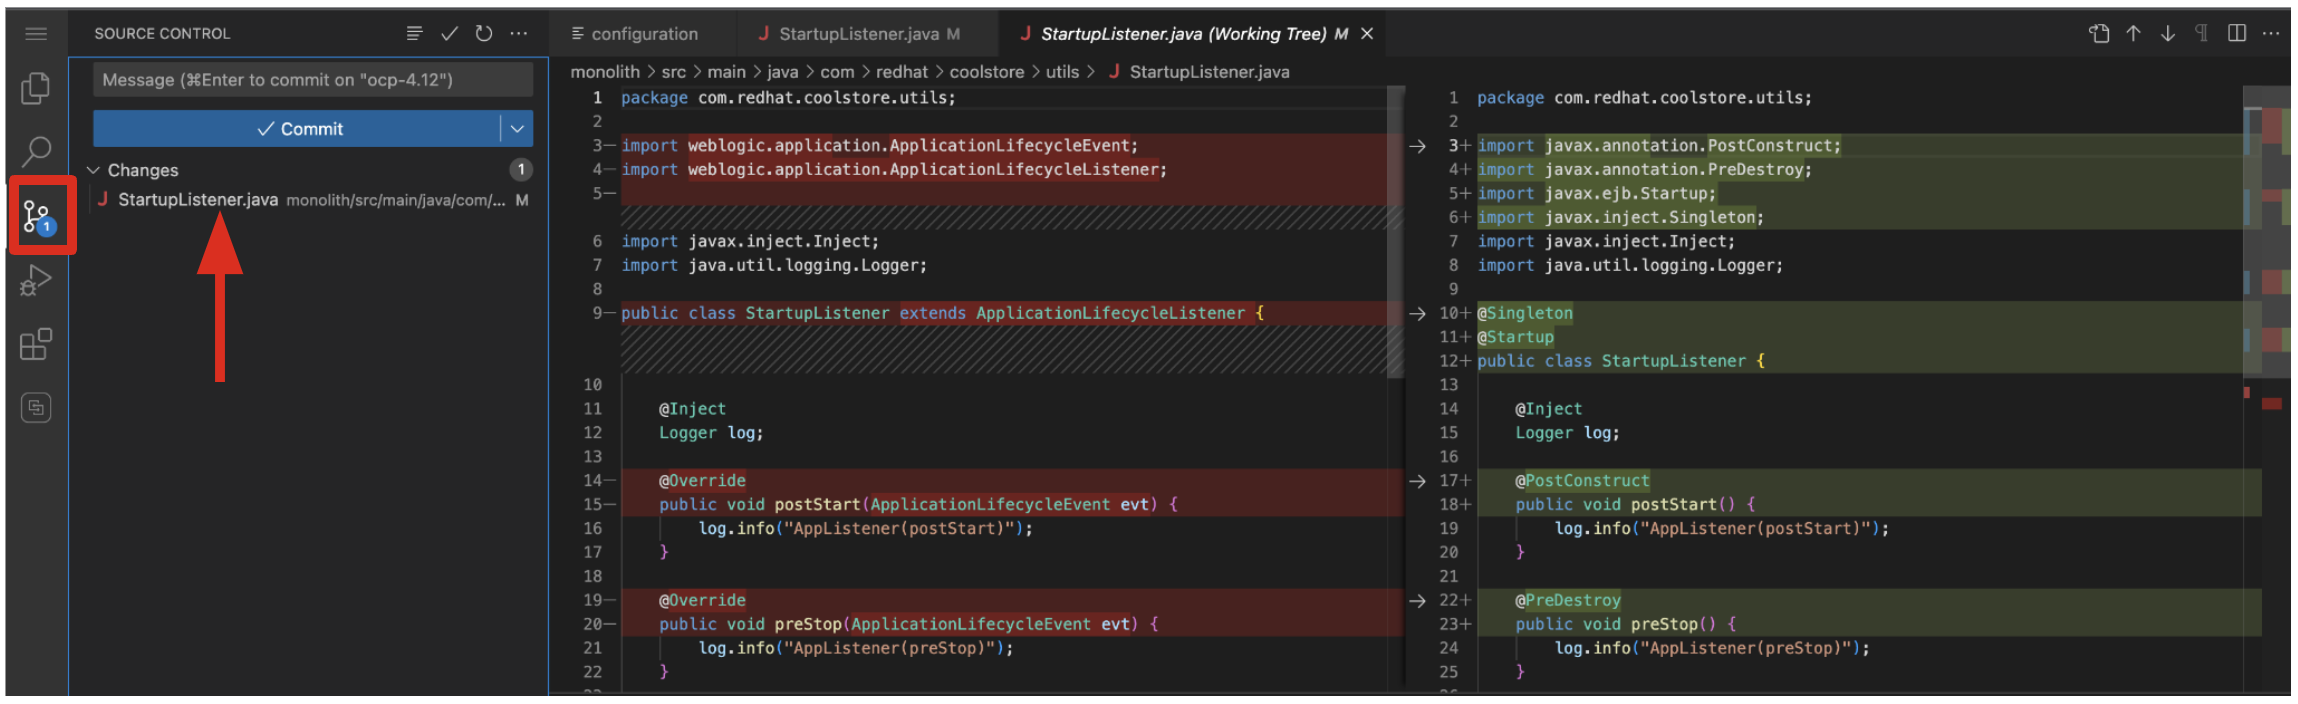 SOURCE CONTROL
Message (⌘Enter to commit on "ocp-4.12")
Commit
Changes 1
J StartupListener.java monolith/src/main/java/com/... M
1
configuration
J StartupListener.java M
J StartupListener.java (Working Tree) M
monolith > src > main > java > com > redhat > coolstore > utils > J StartupListener.java
1 package com.redhat.coolstore.utils;
2
3— import weblogic.application.ApplicationLifecycleEvent;
4— import weblogic.application.ApplicationLifecycleListener;
5—
6 import javax.inject.Inject;
7 import java.util.logging.Logger;
8
9— public class StartupListener extends ApplicationLifecycleListener {
10
11 @Inject
12 Logger log;
13
14— @Override
15— public void postStart(ApplicationLifecycleEvent evt) {
16 log.info("AppListener(postStart)");
17 }
18
19— @Override
20— public void preStop(ApplicationLifecycleEvent evt) {
21 log.info("AppListener(preStop)");
22 }
1 package com.redhat.coolstore.utils;
2
3+ import javax.annotation.PostConstruct;
4+ import javax.annotation.PreDestroy;
5+ import javax.ejb.Startup;
6+ import javax.inject.Singleton;
7 import javax.inject.Inject;
8 import java.util.logging.Logger;
9
10+ @Singleton
11+ @Startup
12+ public class StartupListener {
13
14 @Inject
15 Logger log;
16
17+ @PostConstruct
18+ public void postStart() {
19 log.info("AppListener(postStart)");
20 }
21
22+ @PreDestroy
23+ public void preStop() {
24 log.info("AppListener(preStop)");
25 }